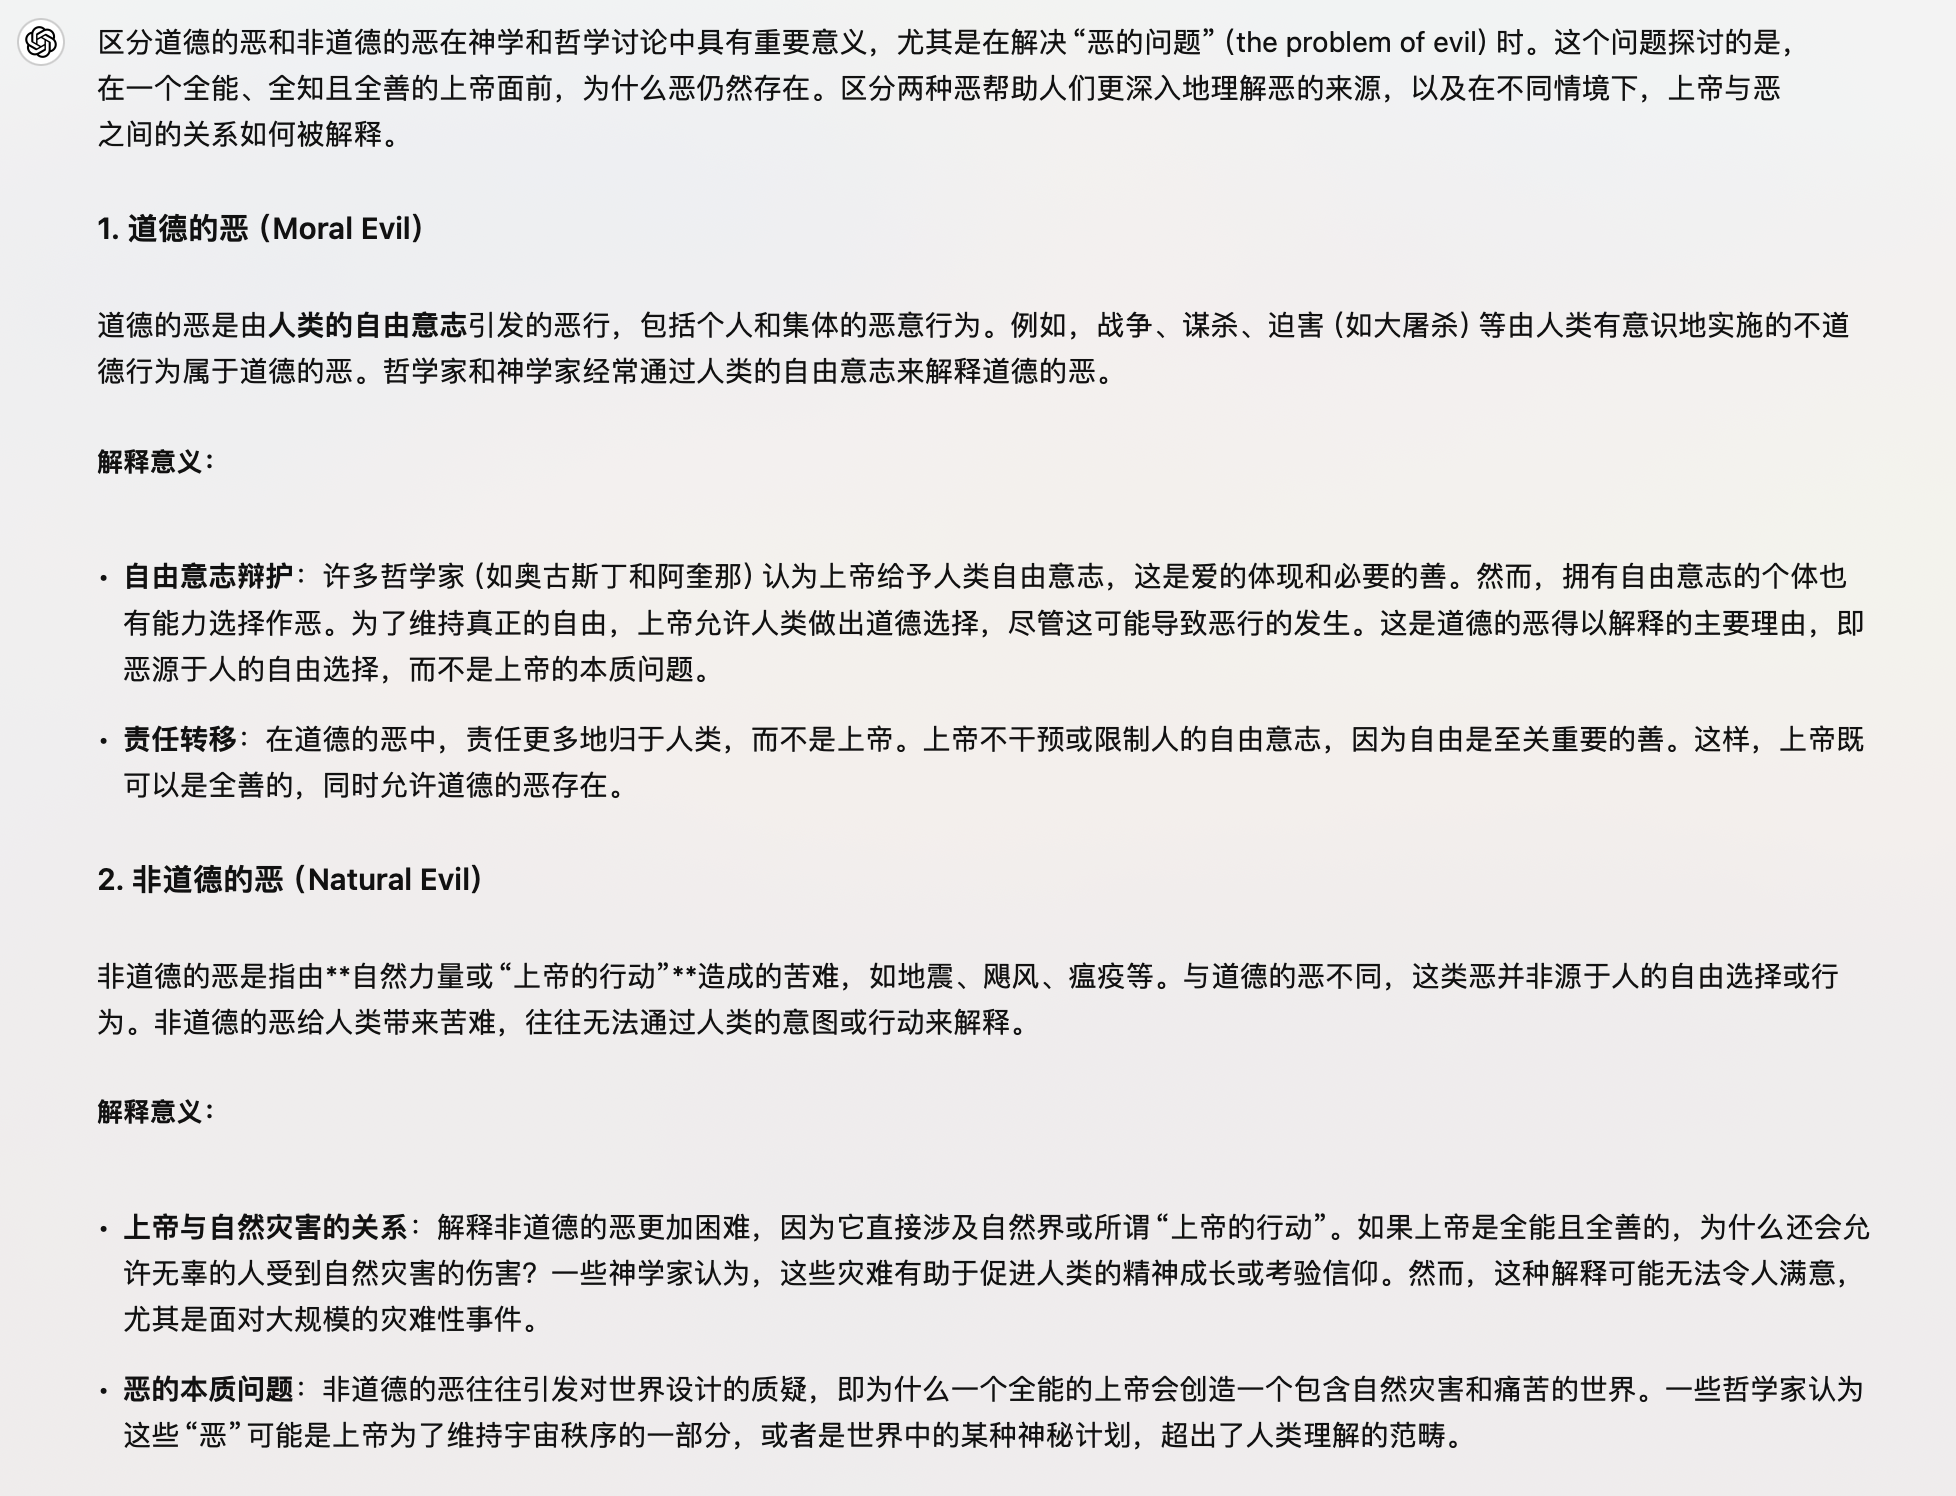 区分道德的恶和非道德的恶在神学和哲学讨论中具有重要意义，尤其是在解决“恶的问题”（the problem of evil）时。这个问题探讨的是，
在一个全能、全知且全善的上帝面前，为什么恶仍然存在。区分两种恶帮助人们更深入地理解恶的来源，以及在不同情境下，上帝与恶
之间的关系如何被解释。
1. 道德的恶（Moral Evil）
道德的恶是由人类的自由意志引发的恶行，包括个人和集体的恶意行为。例如，战争、谋杀、迫害（如大屠杀）等由人类有意识地实施的不道
德行为属于道德的恶。哲学家和神学家经常通过人类的自由意志来解释道德的恶。
解释意义：
• 自由意志辩护：许多哲学家（如奥古斯丁和阿奎那）认为上帝给予人类自由意志，这是爱的体现和必要的善。然而，拥有自由意志的个体也
有能力选择作恶。为了维持真正的自由，上帝允许人类做出道德选择，尽管这可能导致恶行的发生。这是道德的恶得以解释的主要理由，即
恶源于人的自由选择，而不是上帝的本质问题。
• 责任转移：在道德的恶中，责任更多地归于人类，而不是上帝。上帝不干预或限制人的自由意志，因为自由是至关重要的善。这样，上帝既
可以是全善的，同时允许道德的恶存在。
2. 非道德的恶（Natural Evil）
非道德的恶是指由**自然力量或“上帝的行动”**造成的苦难，如地震、飓风、瘟疫等。与道德的恶不同，这类恶并非源于人的自由选择或行
为。非道德的恶给人类带来苦难，往往无法通过人类的意图或行动来解释。
解释意义：
• 上帝与自然灾害的关系：解释非道德的恶更加困难，因为它直接涉及自然界或所谓“上帝的行动”。如果上帝是全能且全善的，为什么还会允
许无辜的人受到自然灾害的伤害？一些神学家认为，这些灾难有助于促进人类的精神成长或考验信仰。然而，这种解释可能无法令人满意，
尤其是面对大规模的灾难性事件。
• 恶的本质问题：非道德的恶往往引发对世界设计的质疑，即为什么一个全能的上帝会创造一个包含自然灾害和痛苦的世界。一些哲学家认为
这些“恶”可能是上帝为了维持宇宙秩序的一部分，或者是世界中的某种神秘计划，超出了人类理解的范畴。